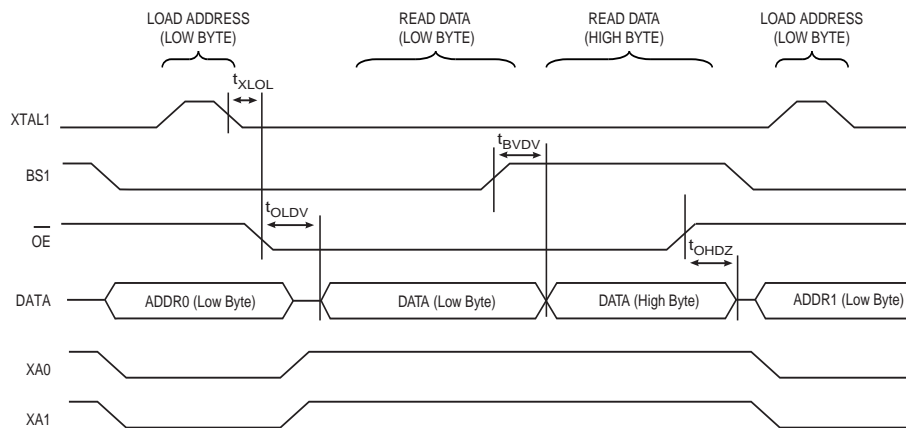 LOAD ADDRESS
(LOW BYTE)
READ DATA
(LOW BYTE)
READ DATA
(HIGH BYTE)
LOAD ADDRESS
(LOW BYTE)
tXLOL
XTAL1
tBVDV
BS1
tOLDV
OE
tOHDZ
DATA
ADDR0 (Low Byte)
DATA (Low Byte)
DATA (High Byte)
ADDR1 (Low Byte)
XA0
XA1